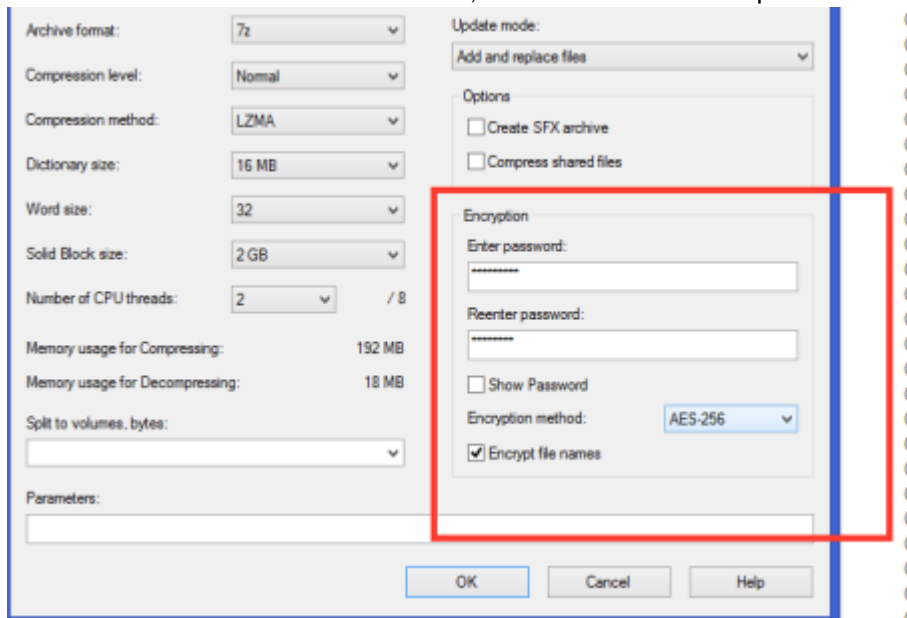 Archive format:
7z
Compression level:
Normal
Compression method:
LZMA
Dictionary size:
16 MB
Word size:
32
Solid Block size:
2 GB
Number of CPU threads:
2
/ 8
Memory usage for Compressing:
192 MB
Memory usage for Decompressing:
18 MB
Split to volumes, bytes:
Parameters:
Update mode:
Add and replace files
Options
Create SFX archive
Compress shared files
Encryption
Enter password:
*********
Reenter password:
********
Show Password
Encryption method:
AES-256
Encrypt file names
OK
Cancel
Help